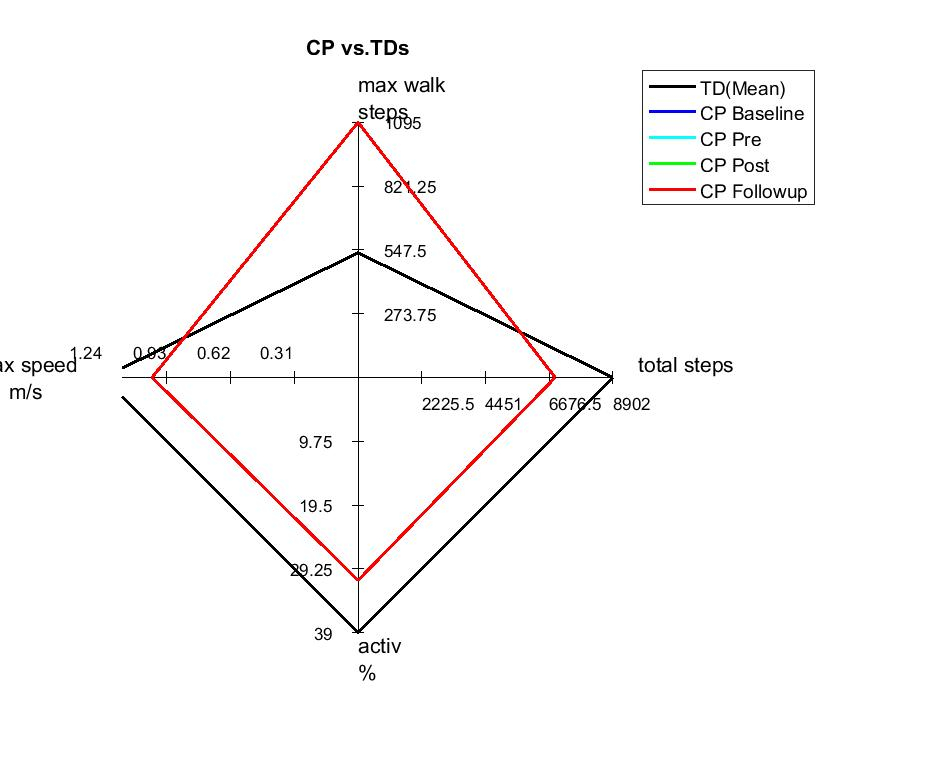 CP vs.TDs
max walk
steps
1095
821.25
547.5
273.75
TD(Mean)
CP Baseline
CP Pre
CP Post
CP Followup
ax speed
m/s
1.24
0.93
0.62
0.31
total steps
2225.5
4451
6676.5
8902
9.75
19.5
29.25
39
activ
%